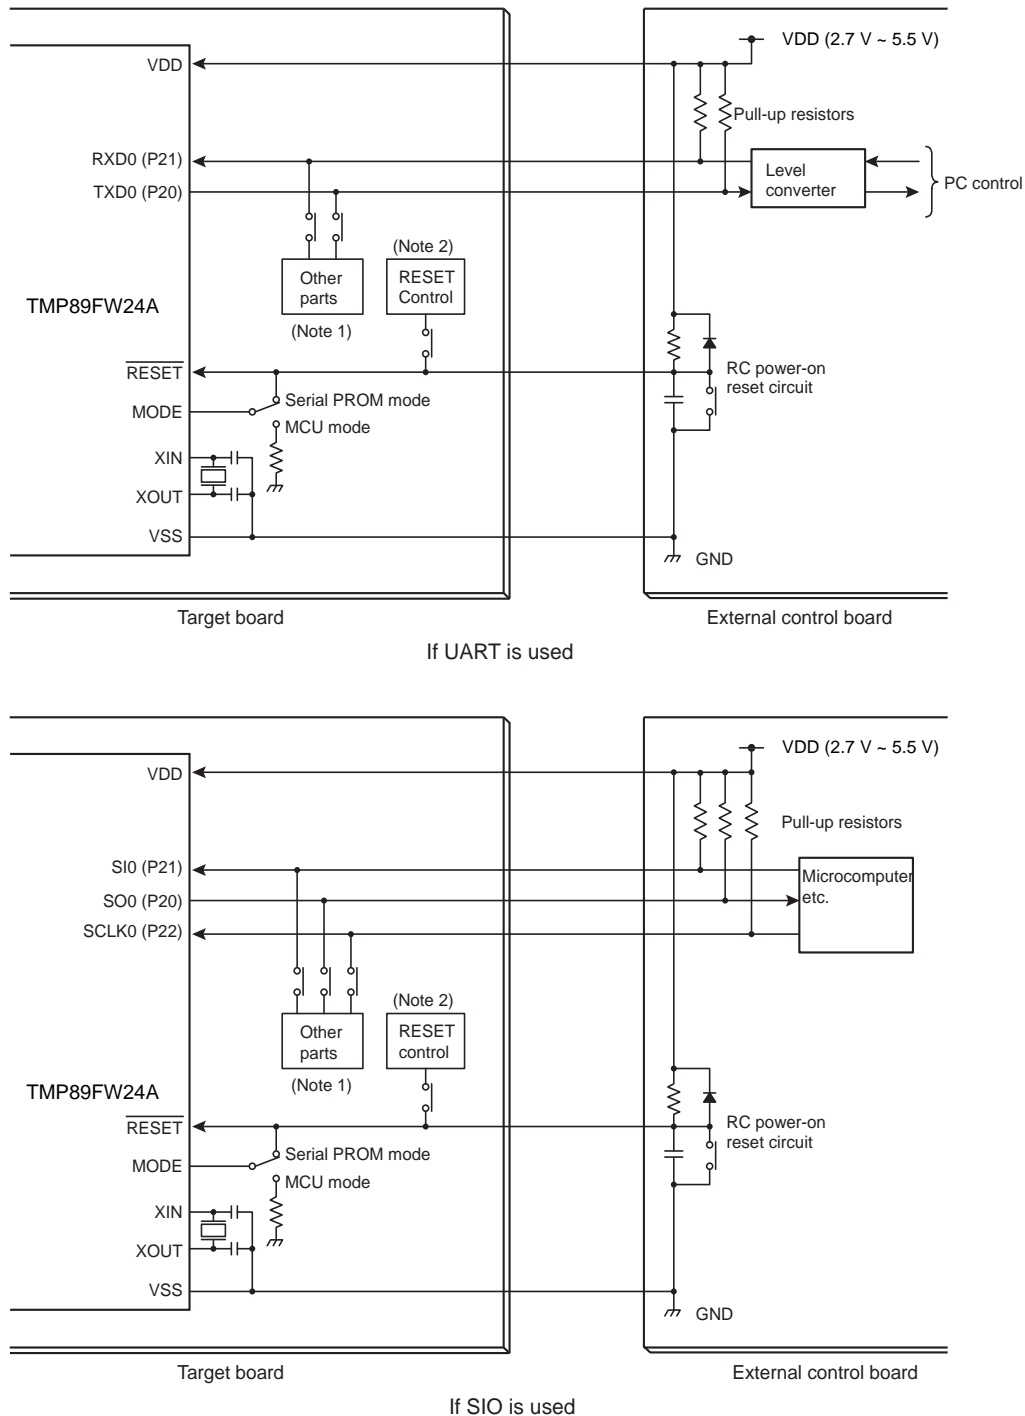 VDD (2.7 V ~ 5.5 V)
VDD
Pull-up resistors
RXD0 (P21)
TXD0 (P20)
Level
converter
PC control
(Note 2)
Other
parts
RESET
Control
TMP89FW24A
(Note 1)
RESET
RC power-on
reset circuit
Serial PROM mode
MODE
MCU mode
XIN
XOUT
VSS
GND
Target board
External control board
If UART is used
VDD (2.7 V ~ 5.5 V)
VDD
Pull-up resistors
SI0 (P21)
SO0 (P20)
SCLK0 (P22)
Microcomputer
etc.
(Note 2)
Other
parts
RESET
control
(Note 1)
TMP89FW24A
RESET
RC power-on
reset circuit
Serial PROM mode
MODE
MCU mode
XIN
XOUT
VSS
GND
Target board
External control board
If SIO is used